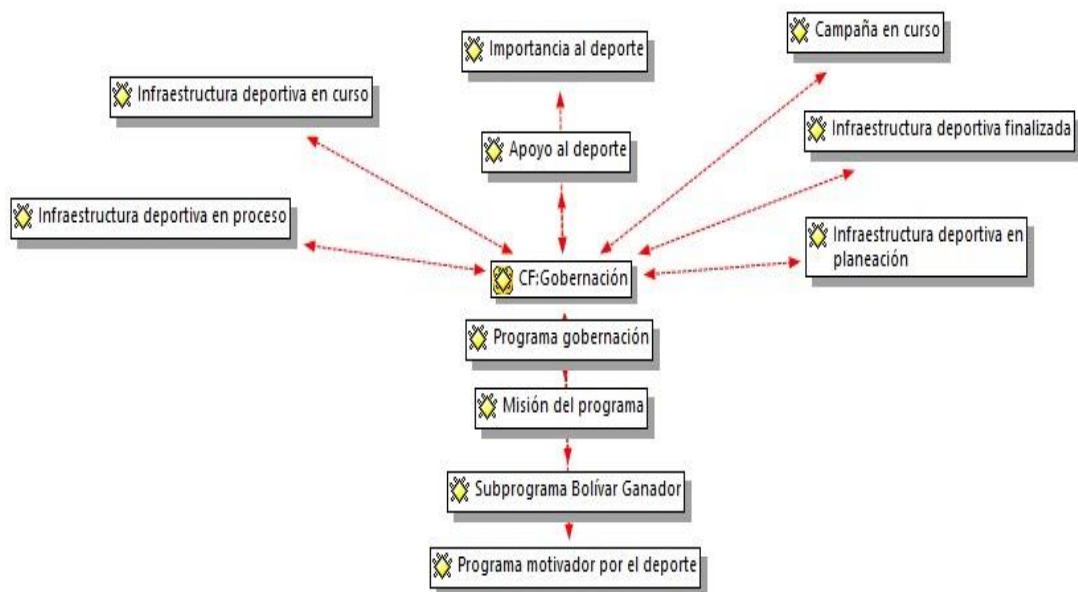 Campaña en curso
Importancia al deporte
Infraestructura deportiva en curso
Infraestructura deportiva finalizada
Apoyo al deporte
Infraestructura deportiva en proceso
Infraestructura deportiva en
planeación
CF:Gobernación
Programa gobernación
Misión del programa
Subprograma Bolívar Ganador
Programa motivador por el deporte